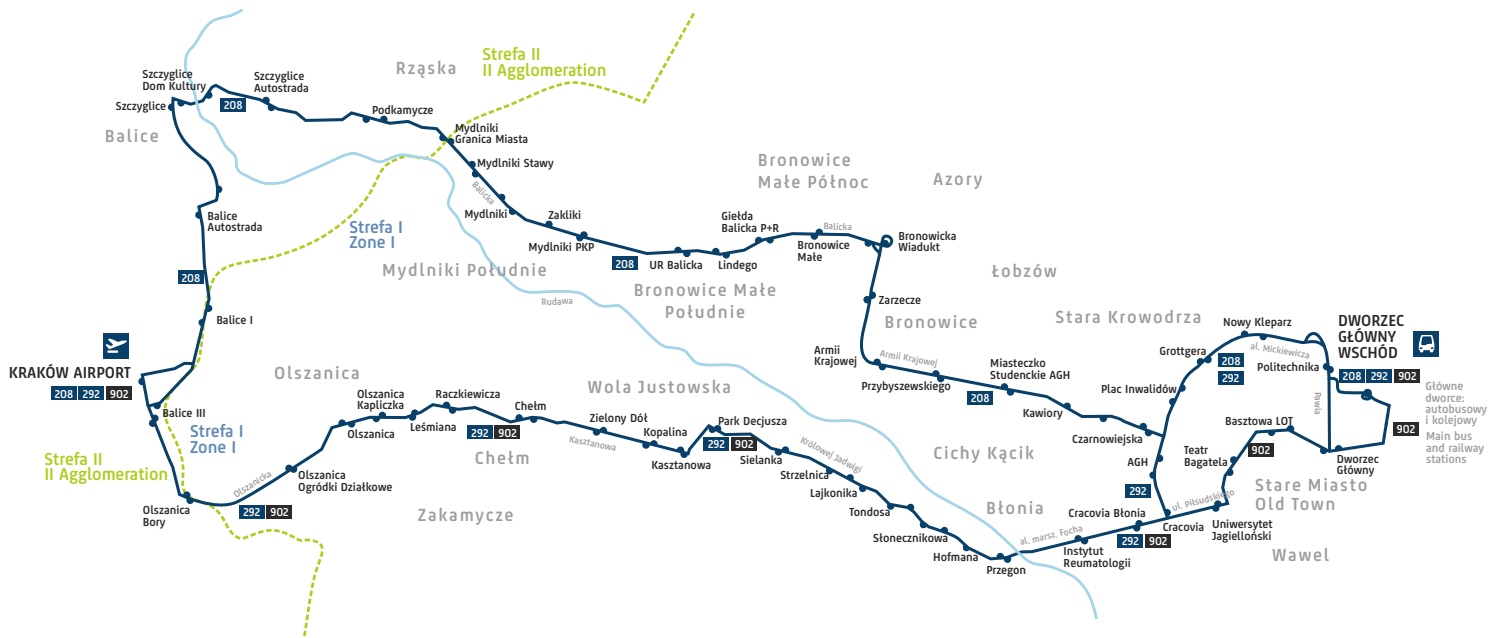 Strefa II
II Agglomeration
Rząska
Szczyglice
Dom Kultury
Szczyglice
Autostrada
Szczyglice
208
Podkamycze
Balice
Mydlniki
Granica Miasta
Mydlniki Stawy
Balicka
Mydlniki
Zakliki
Mydlniki PKP
Bronowice
Małe Północ
Azory
Balice
Autostrada
Strefa I
Zone I
Mydlniki Południe
208
208
UR Balicka
Giełda
Balicka P+R
Lindego
Balicka
Bronowice
Małe
Bronowicka
Wiadukt
Rudawa
Bronowice Małe
Południe
Łobzów
Zarzecze
Bronowice
Balice I
Stara Krowodrza
Nowy Kleparz
al. Mickiewicza
DWORZEC
GŁÓWNY
WSCHÓD
208 292 902
Główne
dworce:
autobusowy
i kolejowy
Main bus
and railway
stations
Politechnika
Pawia
902
Grottgera
208
292
Plac Inwalidów
Armii
Krajowej
Armii Krajowej
Przybyszewskiego
Miasteczko
Studenckie AGH
208
Kawiory
Czarnowiejska
KRAKÓW AIRPORT
208 292 902
Balice III
Strefa I
Zone I
Strefa II
II Agglomeration
Olszanica
Olszanica
Kapliczka
Raczkiewicza
Olszanica
Leśmiana
292 902
Chełm
Chełm
Wola Justowska
Zielony Dół
Kasztanowa
Kopalina
Kasztanowa
Park Decjusza
292 902
Sielanka
Królowej Jadwigi
Strzelnica
Lajkonika
Tondosa
Słonecznikowa
Hofmana
Przegon
Cichy Kącik
Błonia
al. marsz. Focha
Instytut
Reumatologii
Cracovia Błonia
292 902
Cracovia
AGH
292
ul. Piłsudskiego
Uniwersytet
Jagielloński
Teatr
Bagatela
902
Basztowa LOT
Dworzec
Główny
Stare Miasto
Old Town
Wawel
Olszanicka
Olszanica
Ogródki Działkowe
Olszanica
Bory
292 902
Zakamycze